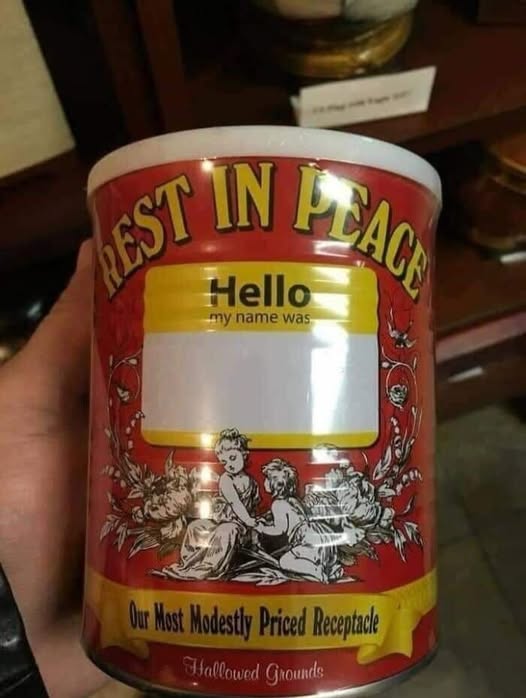 REST IN PEACE
Hello
my name was
Our Most Modestly Priced Receptacle
Hallowed Grounds